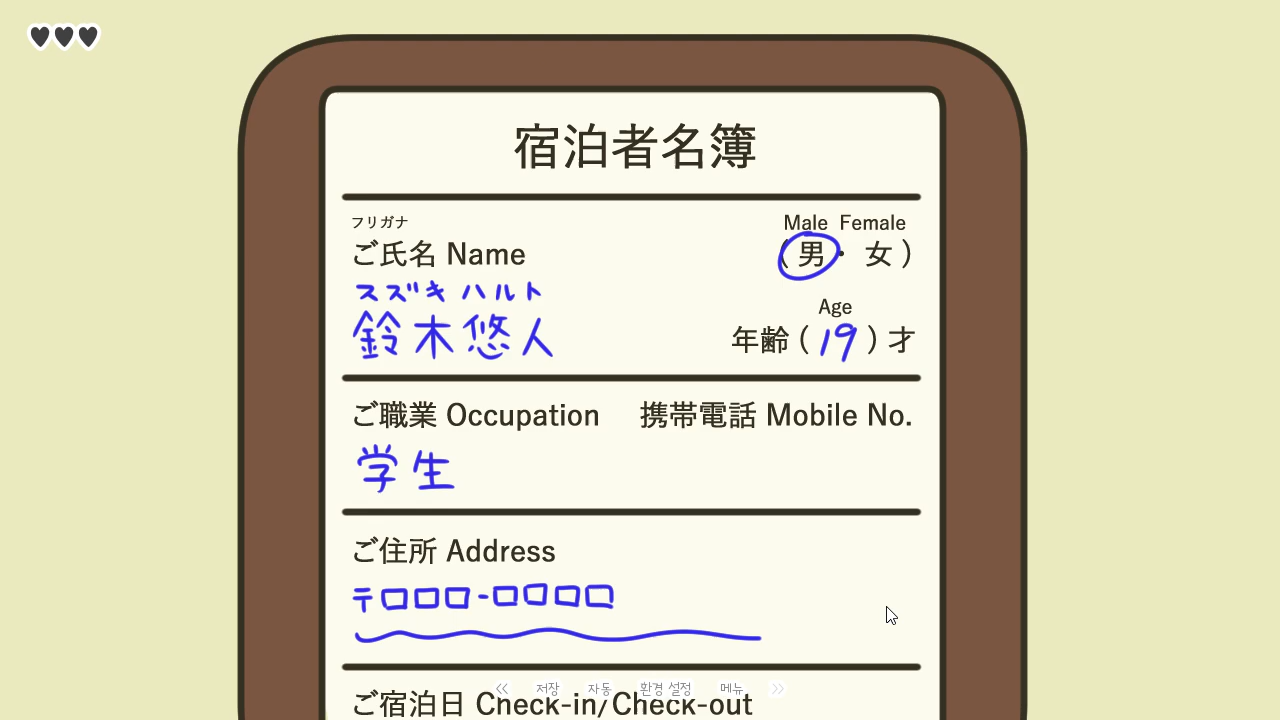 宿泊者名簿
フリガナ
Male Female
ご氏名 Name
(男・女)
スズキ ハルト
鈴木悠人
Age
年齢(19)才
ご職業 Occupation 携帯電話 Mobile No.
学生
ご住所 Address
〒□□□-□□□□
ご宿泊日 Check-in/Check-out
<< 저장 自동 환경 설정 메뉴 >>